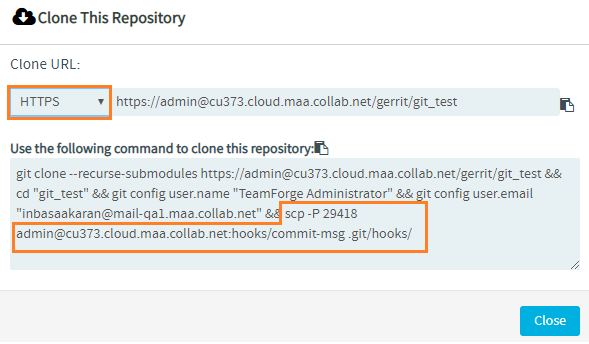 Clone This Repository
Clone URL:
HTTPS https://admin@cu373.cloud.maa.collab.net/gerrit/git_test
Use the following command to clone this repository:
git clone --recurse-submodules https://admin@cu373.cloud.maa.collab.net/gerrit/git_test &&
cd "git_test" && git config user.name "TeamForge Administrator" && git config user.email
"inbasaakaran@mail-qa1.maa.collab.net" && scp -P 29418
admin@cu373.cloud.maa.collab.net:hooks/commit-msg .git/hooks/
Close